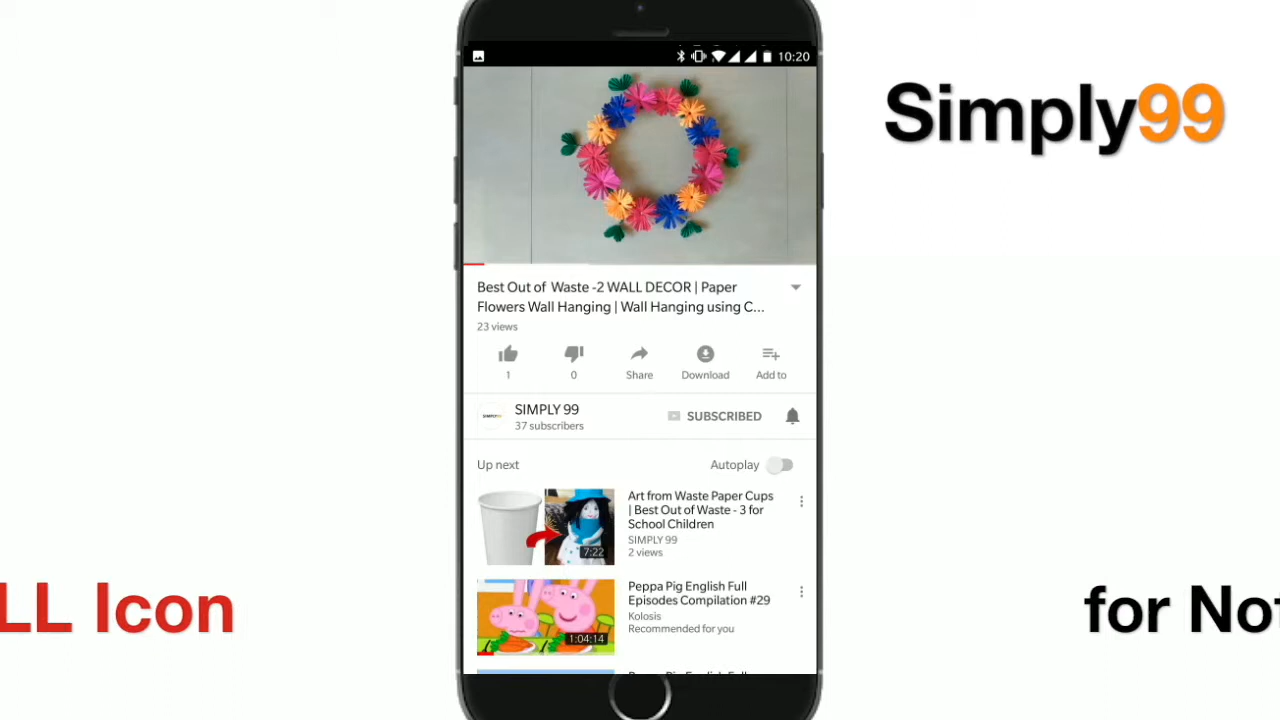 10:20
Simply99
Best Out of Waste -2 WALL DECOR | Paper
Flowers Wall Hanging | Wall Hanging using C...
23 views
1
0
Share
Download
Add to
SIMPLY 99
37 subscribers
SUBSCRIBED
SIMPLY99
Up next
Autoplay
Art from Waste Paper Cups
| Best Out of Waste - 3 for
School Children
SIMPLY 99
2 views
7:22
Peppa Pig English Full
Episodes Compilation #29
Kolosis
Recommended for you
1:04:14
LL Icon
for Not